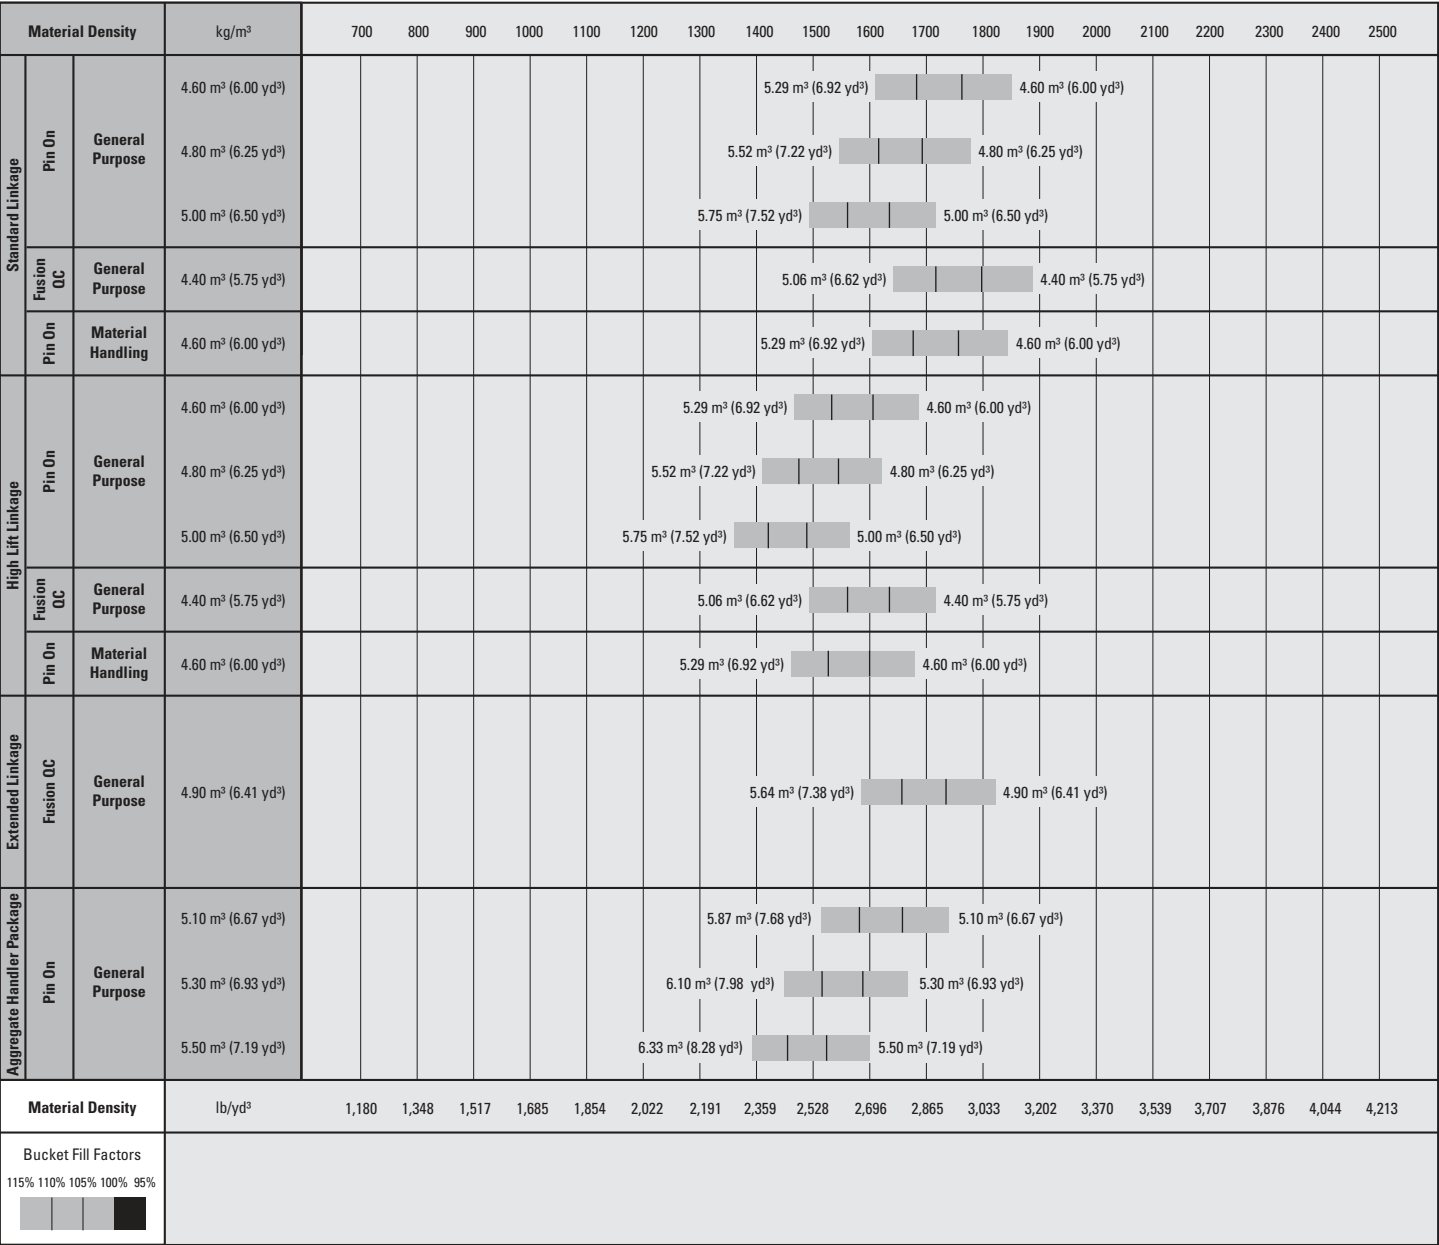 Material Density kg/m³ 700 800 900 1000 1100 1200 1300 1400 1500 1600 1700 1800 1900 2000 2100 2200 2300 2400 2500
Standard Linkage
Pin On
General
Purpose
4.60 m³ (6.00 yd³) 5.29 m³ (6.92 yd³) 4.60 m³ (6.00 yd³)
4.80 m³ (6.25 yd³) 5.52 m³ (7.22 yd³) 4.80 m³ (6.25 yd³)
5.00 m³ (6.50 yd³) 5.75 m³ (7.52 yd³) 5.00 m³ (6.50 yd³)
Fusion
QC
General
Purpose
4.40 m³ (5.75 yd³) 5.06 m³ (6.62 yd³) 4.40 m³ (5.75 yd³)
Pin On
Material
Handling
4.60 m³ (6.00 yd³) 5.29 m³ (6.92 yd³) 4.60 m³ (6.00 yd³)
High Lift Linkage
Pin On
General
Purpose
4.60 m³ (6.00 yd³) 5.29 m³ (6.92 yd³) 4.60 m³ (6.00 yd³)
4.80 m³ (6.25 yd³) 5.52 m³ (7.22 yd³) 4.80 m³ (6.25 yd³)
5.00 m³ (6.50 yd³) 5.75 m³ (7.52 yd³) 5.00 m³ (6.50 yd³)
Fusion
QC
General
Purpose
4.40 m³ (5.75 yd³) 5.06 m³ (6.62 yd³) 4.40 m³ (5.75 yd³)
Pin On
Material
Handling
4.60 m³ (6.00 yd³) 5.29 m³ (6.92 yd³) 4.60 m³ (6.00 yd³)
Extended Linkage
Fusion QC
General
Purpose
4.90 m³ (6.41 yd³) 5.64 m³ (7.38 yd³) 4.90 m³ (6.41 yd³)
Aggregate Handler Package
Pin On
General
Purpose
5.10 m³ (6.67 yd³) 5.87 m³ (7.68 yd³) 5.10 m³ (6.67 yd³)
5.30 m³ (6.93 yd³) 6.10 m³ (7.98 yd³) 5.30 m³ (6.93 yd³)
5.50 m³ (7.19 yd³) 6.33 m³ (8.28 yd³) 5.50 m³ (7.19 yd³)
Material Density lb/yd³ 1,180 1,348 1,517 1,685 1,854 2,022 2,191 2,359 2,528 2,696 2,865 3,033 3,202 3,370 3,539 3,707 3,876 4,044 4,213
Bucket Fill Factors
115% 110% 105% 100% 95%